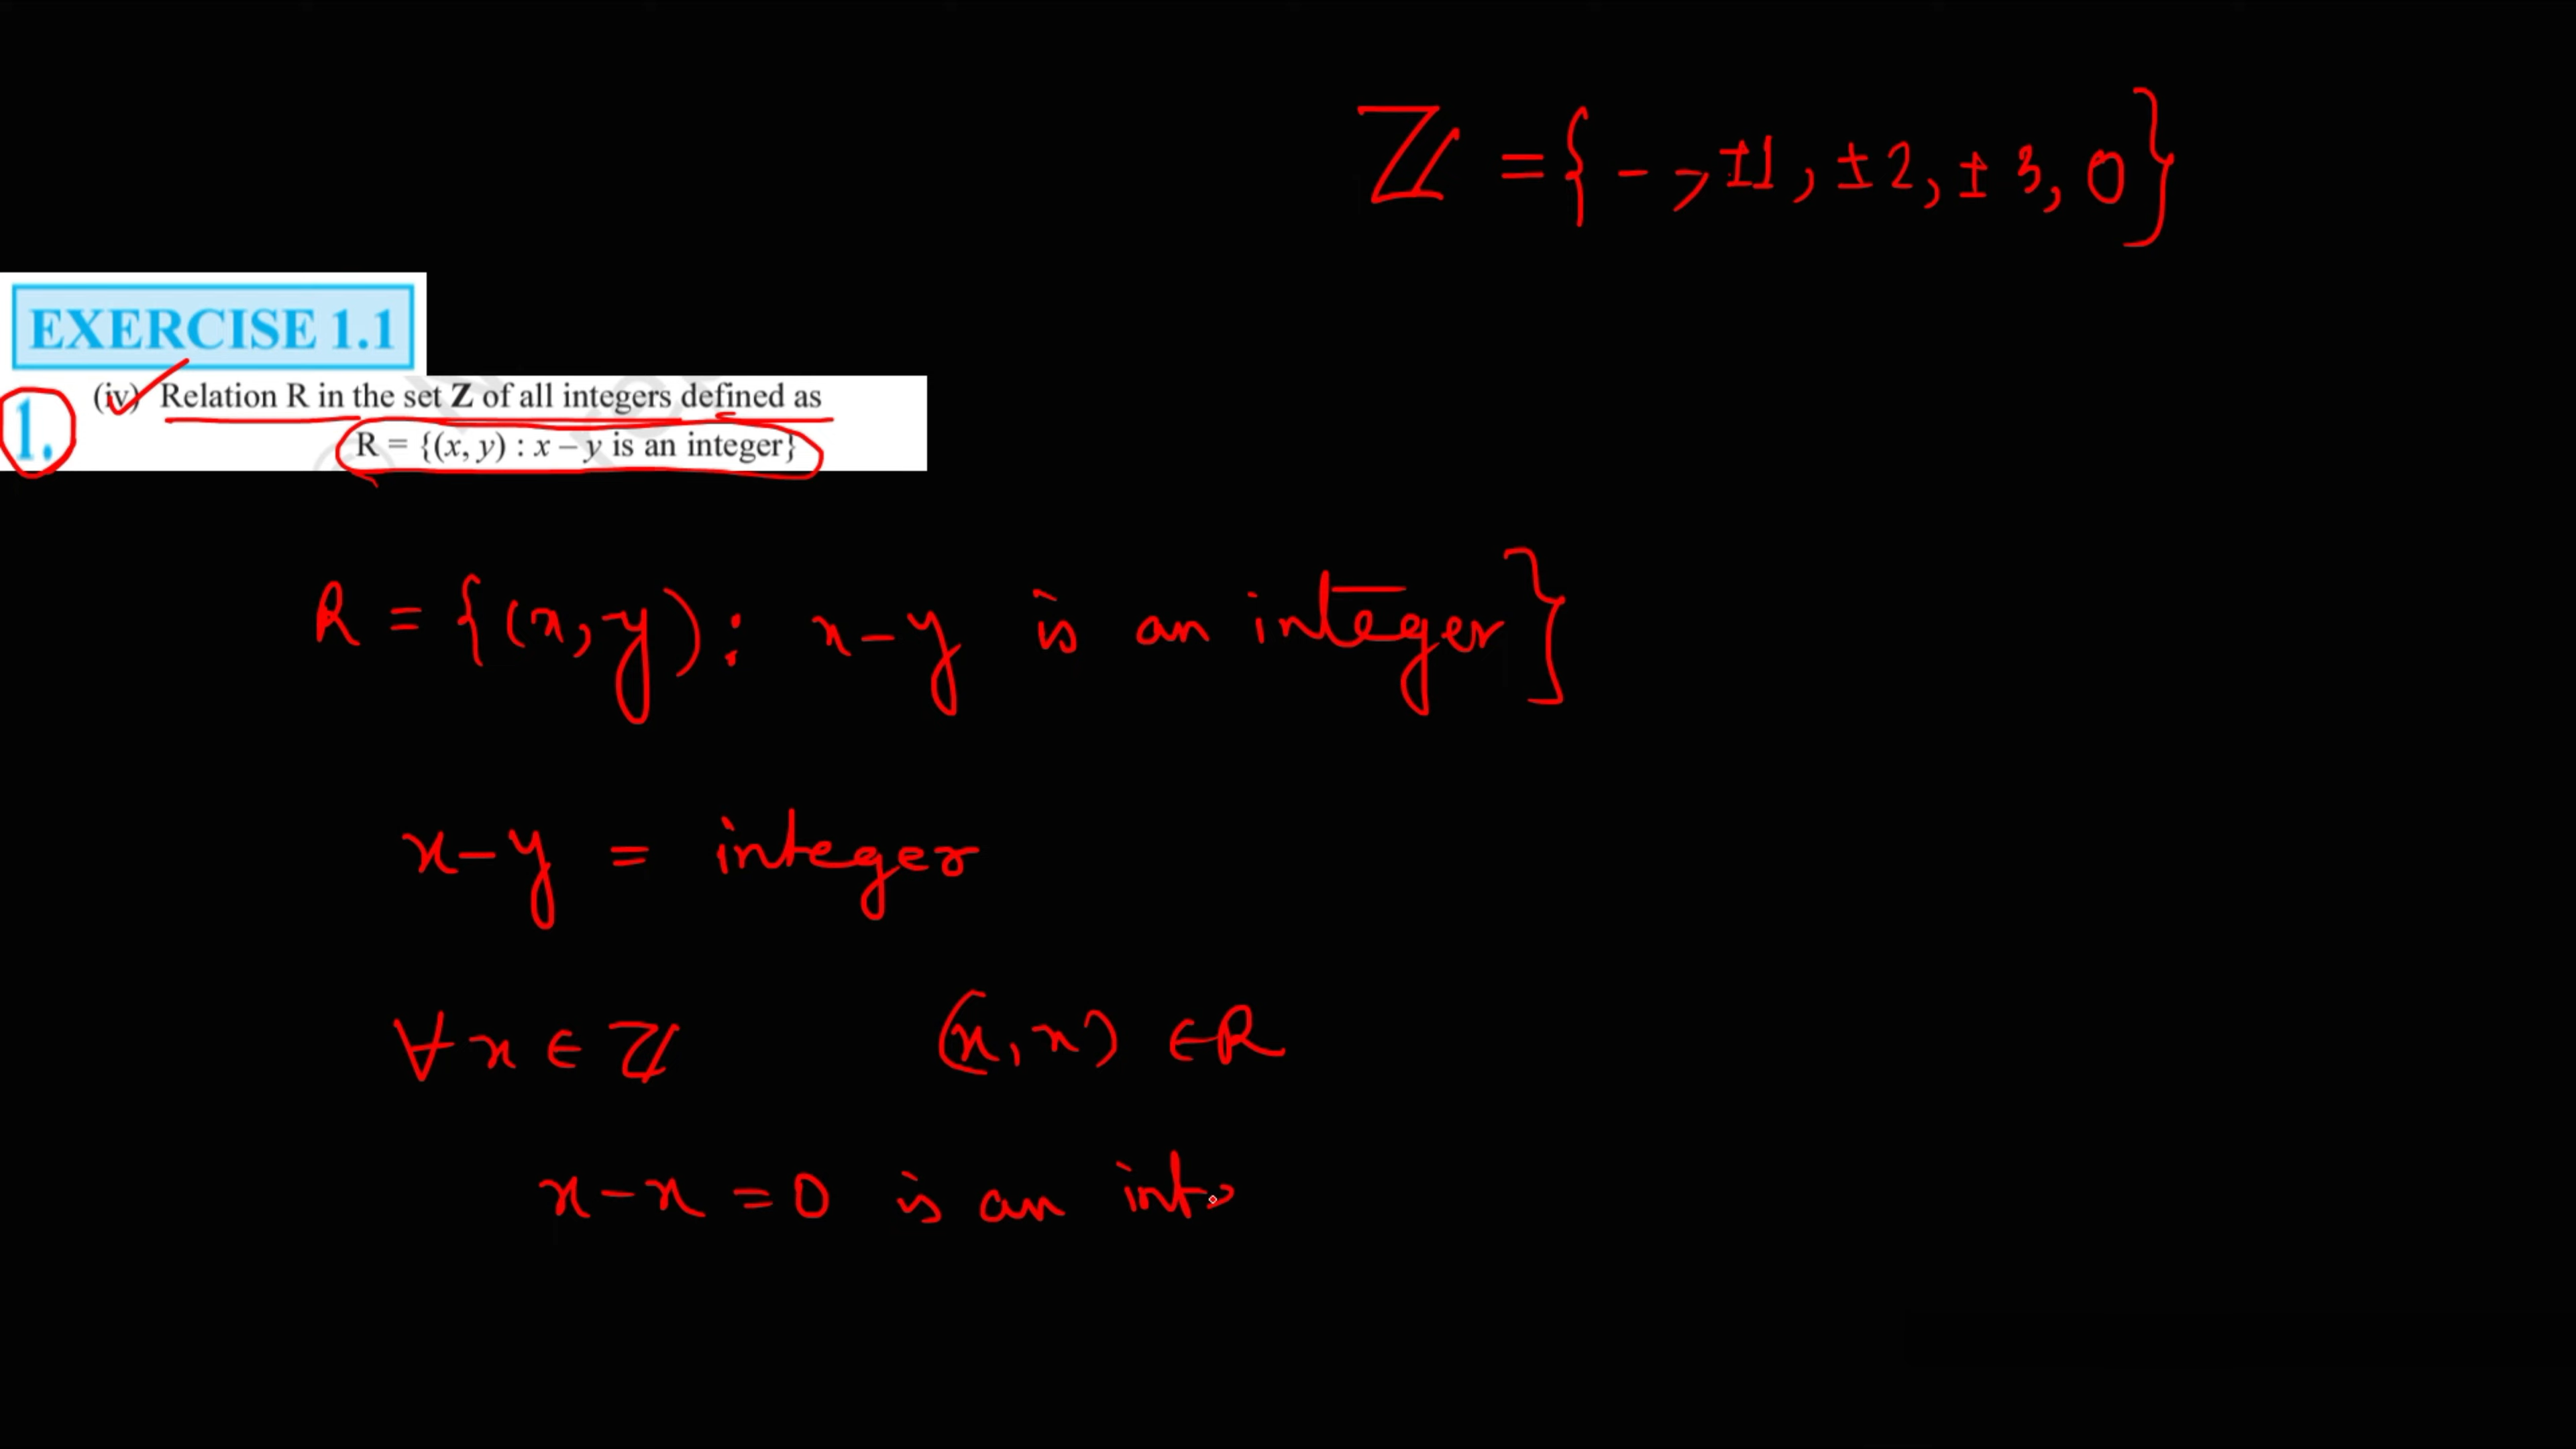 ℤ = { - -, ±1, ±2, ±3, 0}
EXERCISE 1.1
1.
(iv) Relation R in the set Z of all integers defined as
R = {(x, y) : x – y is an integer}
R = {(x, y) : x-y is an integer}
x-y = integer
∀ x ∈ ℤ (x, x) ∈ R
x-x = 0 is an int